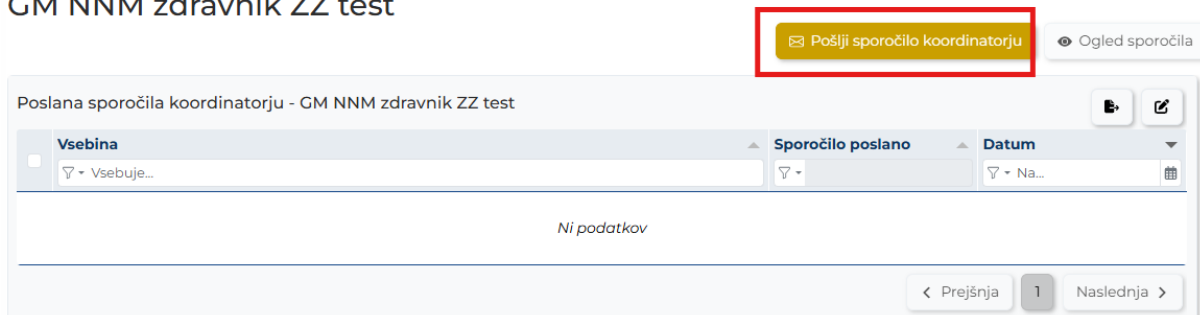 GM NNM zdravnik ZZ test
Pošlji sporočilo koordinatorju
Ogled sporočila
Poslana sporočila koordinatorju - GM NNM zdravnik ZZ test
Vsebina Sporočilo poslano Datum
Vsebuje... Na...
Ni podatkov
Prejšnja 1 Naslednja